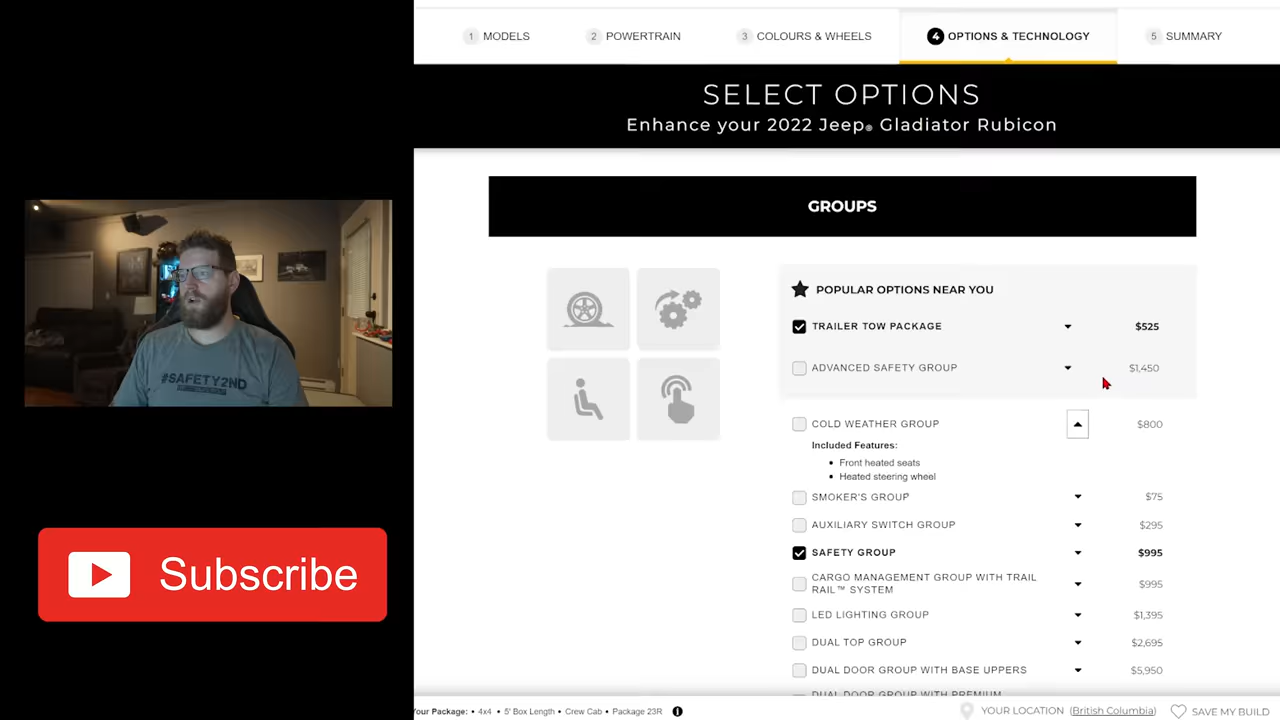 1 MODELS
2 POWERTRAIN
3 COLOURS & WHEELS
4 OPTIONS & TECHNOLOGY
5 SUMMARY
SELECT OPTIONS
Enhance your 2022 Jeep® Gladiator Rubicon
GROUPS
POPULAR OPTIONS NEAR YOU
TRAILER TOW PACKAGE $525
ADVANCED SAFETY GROUP $1,450
COLD WEATHER GROUP $800
Included Features:
• Front heated seats
• Heated steering wheel
SMOKER'S GROUP $75
AUXILIARY SWITCH GROUP $295
SAFETY GROUP $995
CARGO MANAGEMENT GROUP WITH TRAIL
RAIL™ SYSTEM $995
LED LIGHTING GROUP $1,395
DUAL TOP GROUP $2,695
DUAL DOOR GROUP WITH BASE UPPERS $5,950
DUAL DOOR GROUP WITH PREMIUM
Your Package: • 4x4 • 5' Box Length • Crew Cab • Package 23R
YOUR LOCATION (British Columbia)
SAVE MY BUILD
#SAFETY2ND
Subscribe